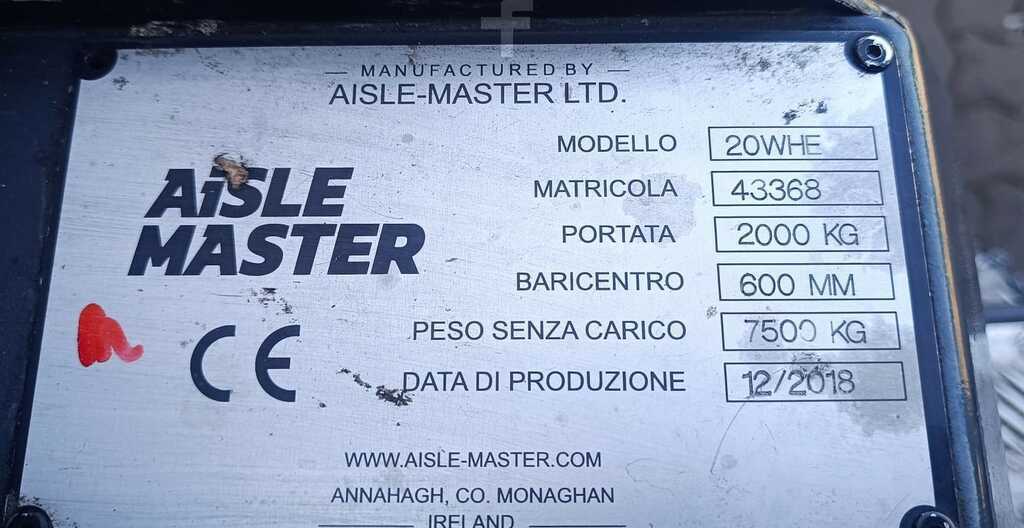 MANUFACTURED BY
AISLE-MASTER LTD.
AiSLE
MASTER
CE
MODELLO 20WHE
MATRICOLA 43368
PORTATA 2000 KG
BARICENTRO 600 MM
PESO SENZA CARICO 7500 KG
DATA DI PRODUZIONE 12/2018
WWW.AISLE-MASTER.COM
ANNAHAGH, CO. MONAGHAN
IRELAND